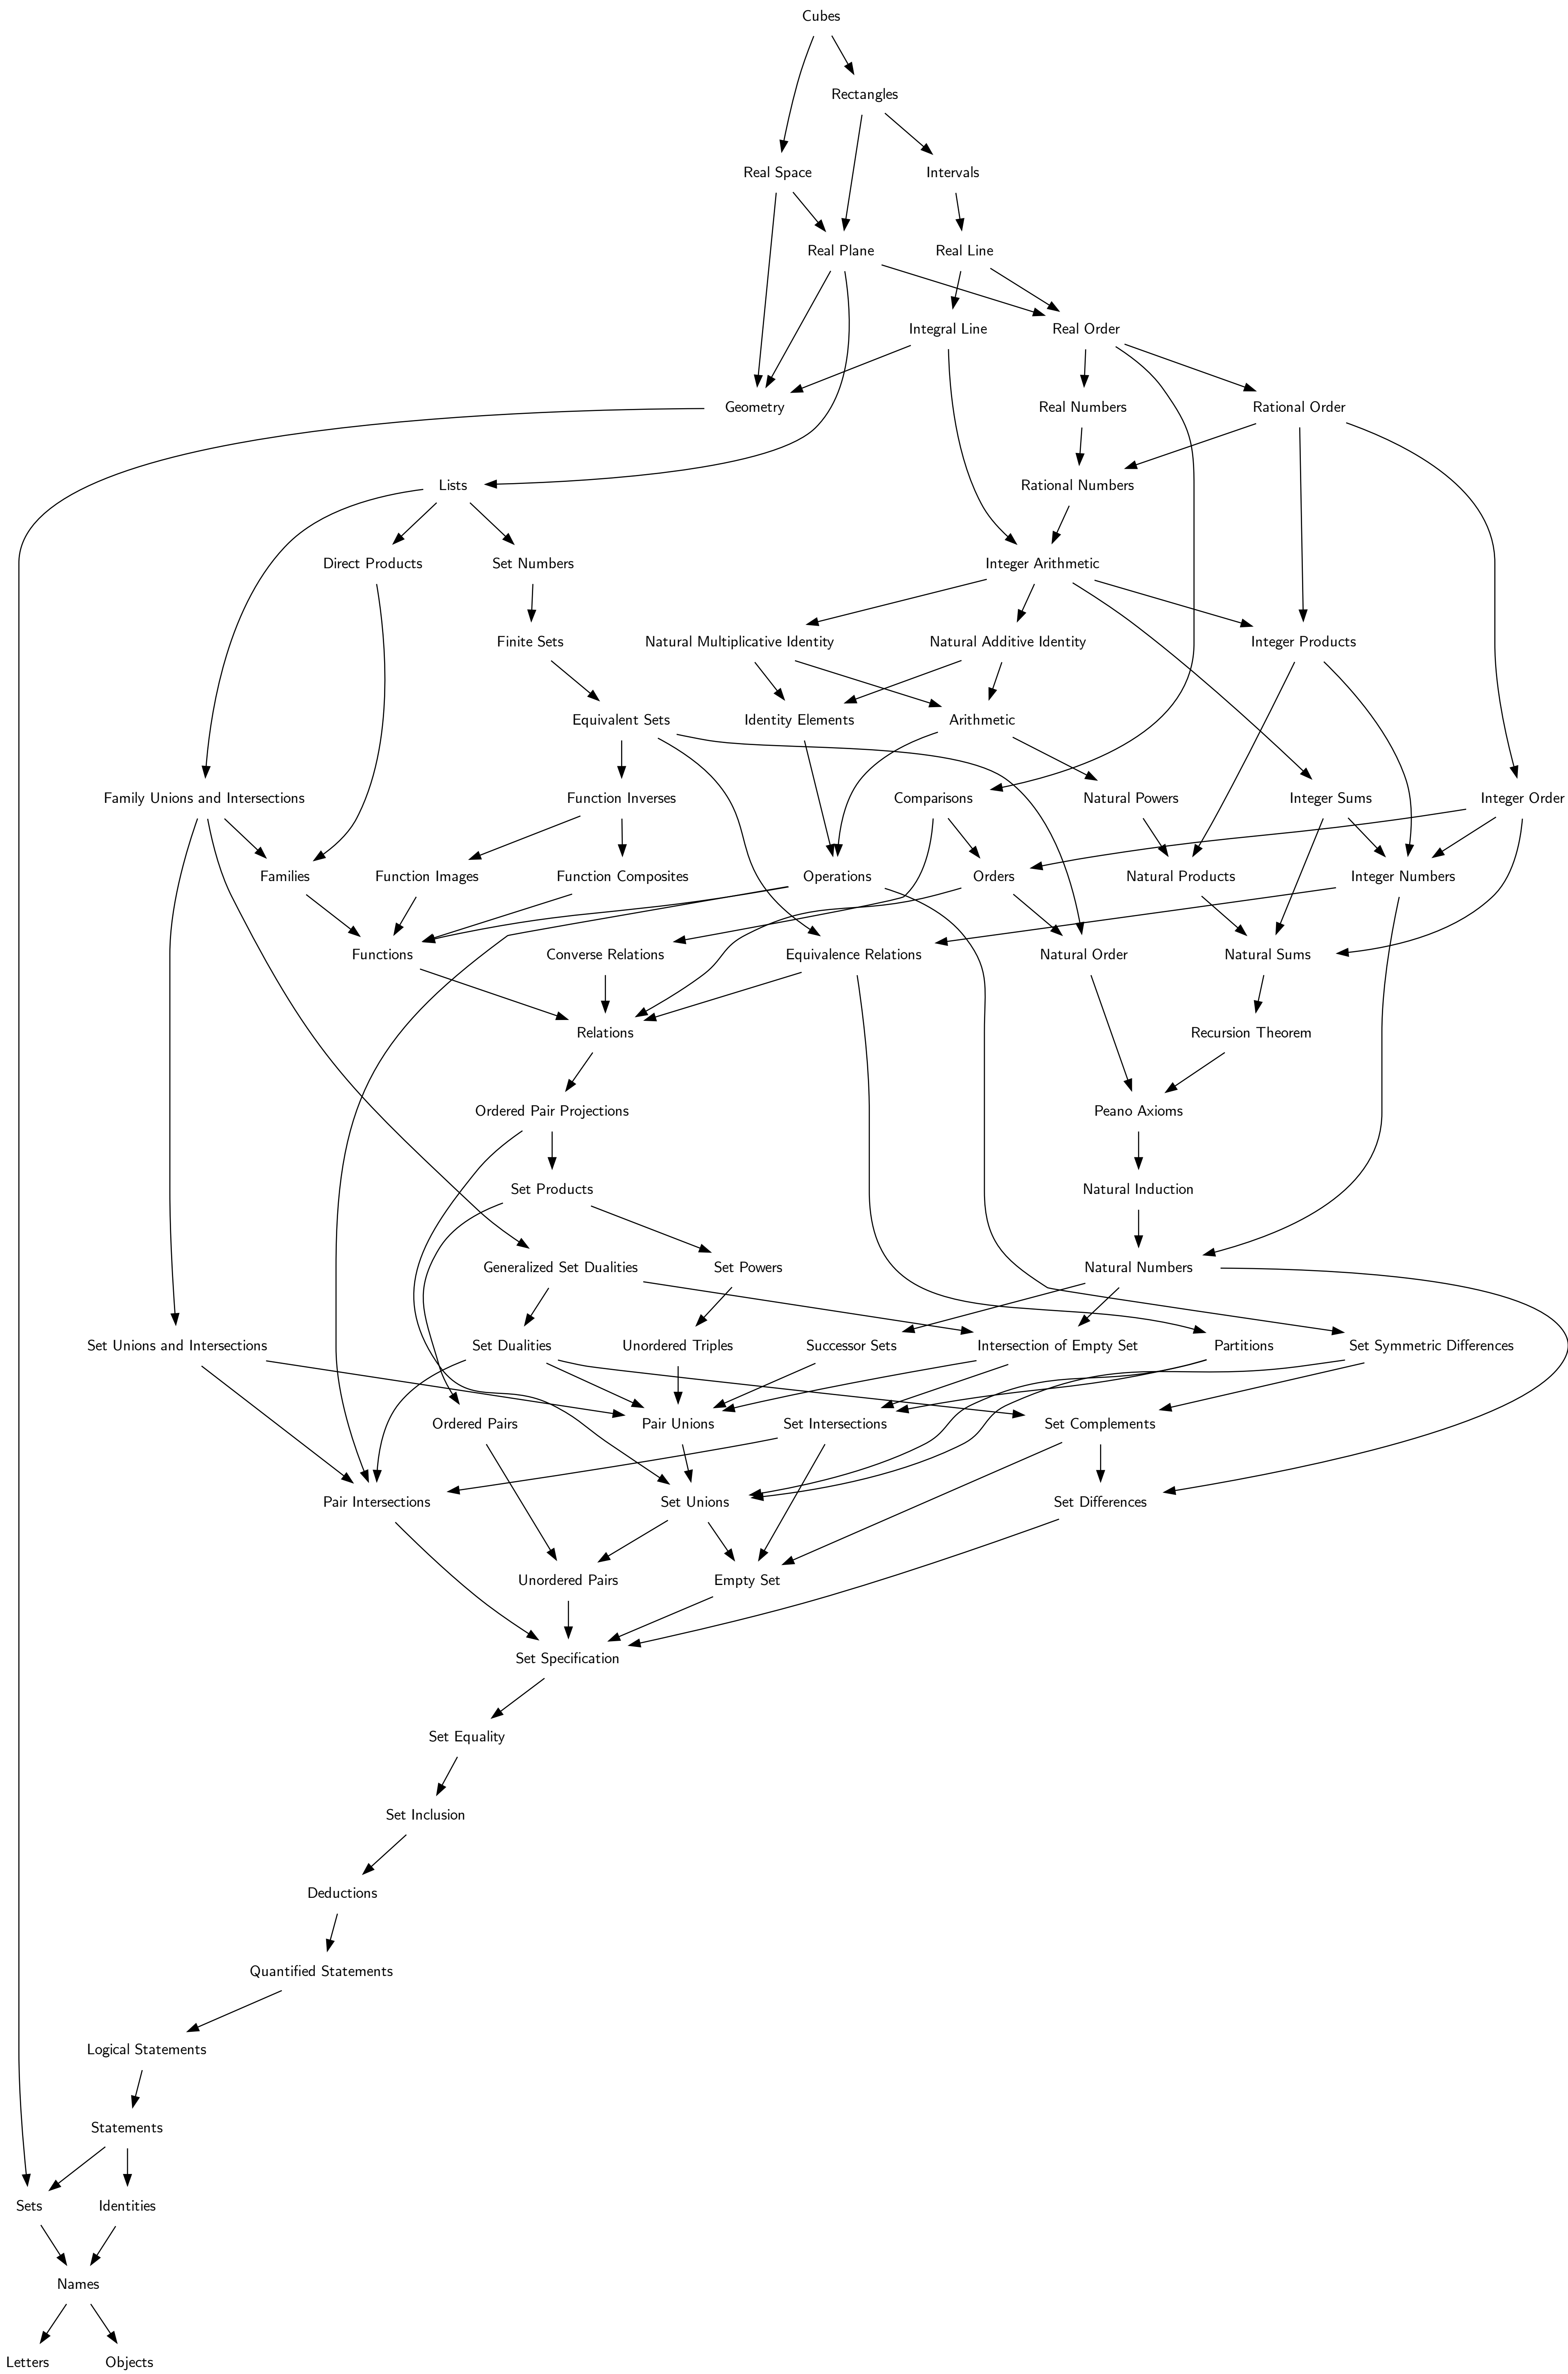 Cubes
Rectangles
Real Space
Intervals
Real Plane
Real Line
Integral Line
Real Order
Geometry
Real Numbers
Rational Order
Lists
Rational Numbers
Direct Products
Set Numbers
Integer Arithmetic
Finite Sets
Natural Multiplicative Identity
Natural Additive Identity
Integer Products
Equivalent Sets
Identity Elements
Arithmetic
Family Unions and Intersections
Function Inverses
Comparisons
Natural Powers
Integer Sums
Integer Order
Families
Function Images
Function Composites
Operations
Orders
Natural Products
Integer Numbers
Functions
Converse Relations
Equivalence Relations
Natural Order
Natural Sums
Relations
Recursion Theorem
Ordered Pair Projections
Peano Axioms
Set Products
Natural Induction
Generalized Set Dualities
Set Powers
Natural Numbers
Set Unions and Intersections
Set Dualities
Unordered Triples
Successor Sets
Intersection of Empty Set
Partitions
Set Symmetric Differences
Ordered Pairs
Pair Unions
Set Intersections
Set Complements
Pair Intersections
Set Unions
Set Differences
Unordered Pairs
Empty Set
Set Specification
Set Equality
Set Inclusion
Deductions
Quantified Statements
Logical Statements
Statements
Sets
Identities
Names
Letters
Objects